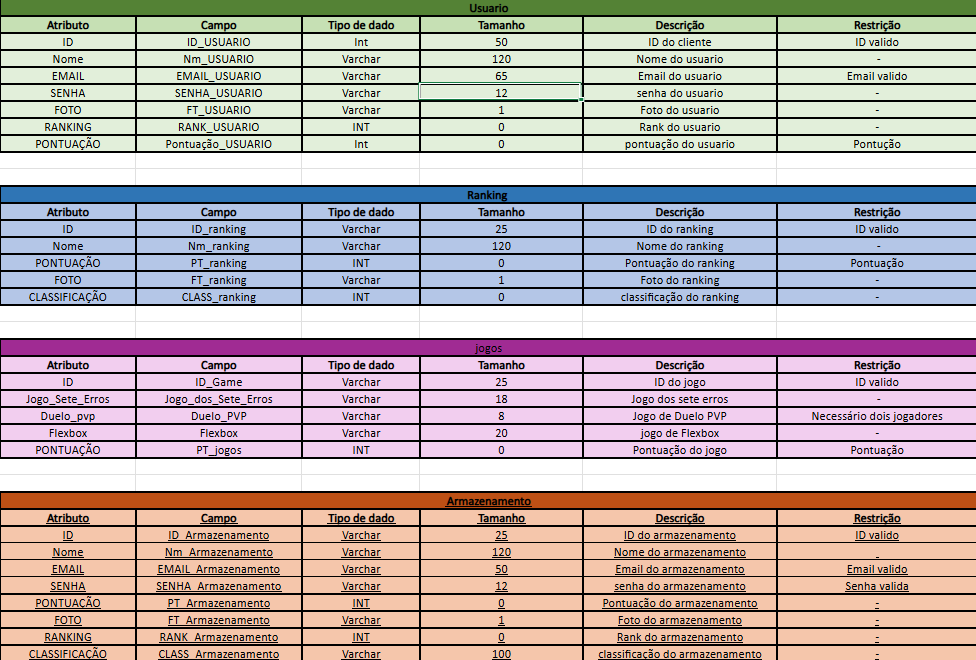 Usuario
Atributo Campo Tipo de dado Tamanho Descrição Restrição
ID ID_USUARIO Int 50 ID do cliente ID valido
Nome Nm_USUARIO Varchar 120 Nome do usuario -
EMAIL EMAIL_USUARIO Varchar 65 Email do usuario Email valido
SENHA SENHA_USUARIO Varchar 12 senha do usuario -
FOTO FT_USUARIO Varchar 1 Foto do usuario -
RANKING RANK_USUARIO INT 0 Rank do usuario -
PONTUAÇÃO Pontuação_USUARIO Int 0 pontuação do usuario Pontução
Ranking
Atributo Campo Tipo de dado Tamanho Descrição Restrição
ID ID_ranking Varchar 25 ID do ranking ID valido
Nome Nm_ranking Varchar 120 Nome do ranking -
PONTUAÇÃO PT_ranking INT 0 Pontuação do ranking Pontuação
FOTO FT_ranking Varchar 1 Foto do ranking -
CLASSIFICAÇÃO CLASS_ranking INT 0 classificação do ranking -
jogos
Atributo Campo Tipo de dado Tamanho Descrição Restrição
ID ID_Game Varchar 25 ID do jogo ID valido
Jogo_Sete_Erros Jogo_dos_Sete_Erros Varchar 18 Jogo dos sete erros -
Duelo_pvp Duelo_PVP Varchar 8 Jogo de Duelo PVP Necessário dois jogadores
Flexbox Flexbox Varchar 20 jogo de Flexbox -
PONTUAÇÃO PT_jogos INT 0 Pontuação do jogo Pontuação
Armazenamento
Atributo Campo Tipo de dado Tamanho Descrição Restrição
ID ID_Armazenamento Varchar 25 ID do armazenamento ID valido
Nome Nm_Armazenamento Varchar 120 Nome do armazenamento -
EMAIL EMAIL_Armazenamento Varchar 50 Email do armazenamento Email valido
SENHA SENHA_Armazenamento Varchar 12 senha do armazenamento Senha valida
PONTUAÇÃO PT_Armazenamento INT 0 Pontuação do armazenamento -
FOTO FT_Armazenamento Varchar 1 Foto do armazenamento -
RANKING RANK_Armazenamento INT 0 Rank do armazenamento -
CLASSIFICAÇÃO CLASS_Armazenamento Varchar 100 classificação do armazenamento -